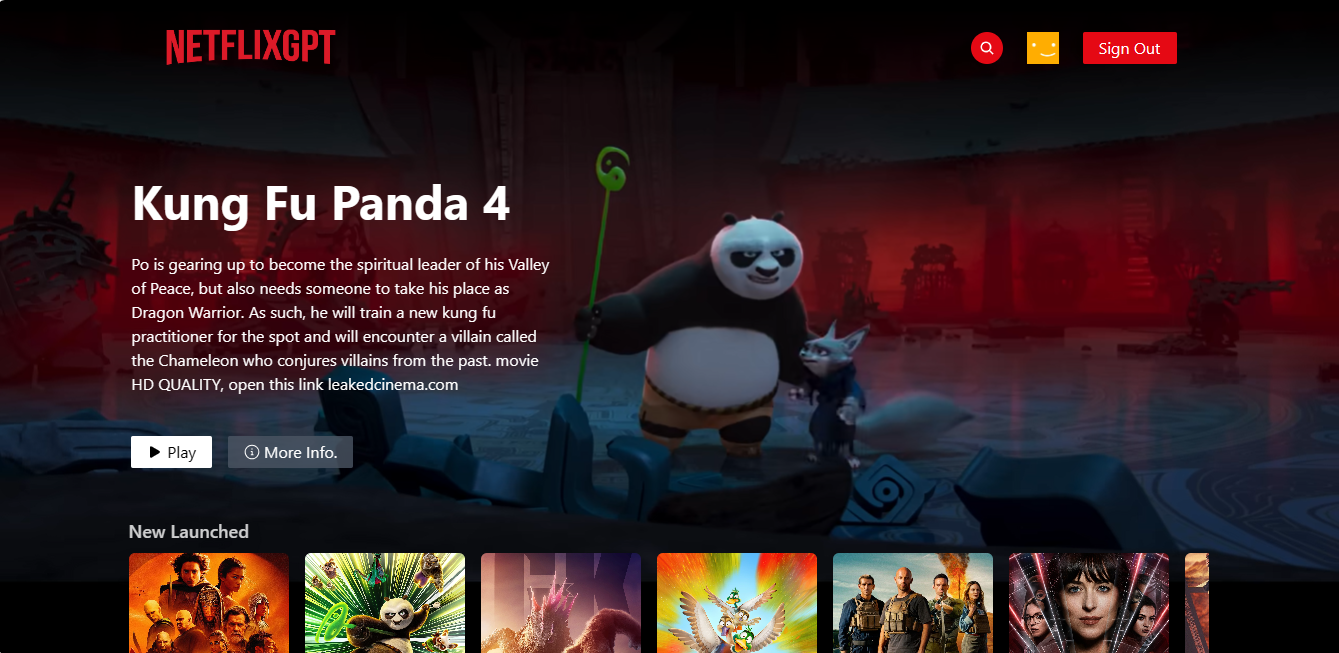 NETFLIXGPT
Sign Out
Kung Fu Panda 4
Po is gearing up to become the spiritual leader of his Valley
of Peace, but also needs someone to take his place as
Dragon Warrior. As such, he will train a new kung fu
practitioner for the spot and will encounter a villain called
the Chameleon who conjures villains from the past. movie
HD QUALITY, open this link leakedcinema.com
Play
More Info.
New Launched